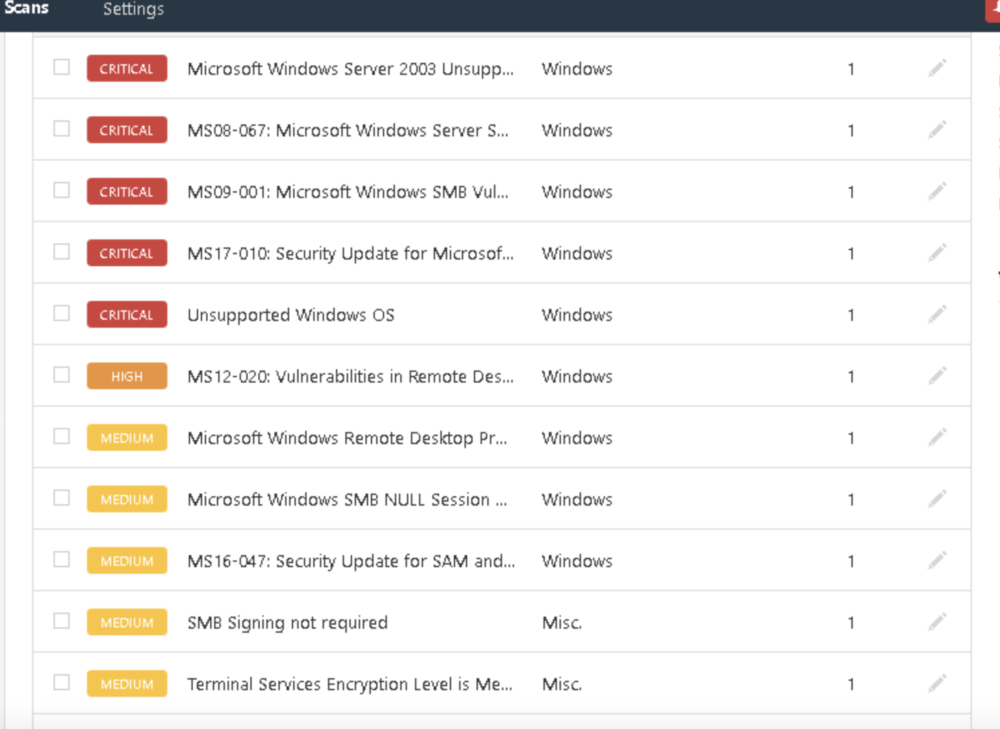 Scans Settings
CRITICAL Microsoft Windows Server 2003 Unsupp... Windows 1
CRITICAL MS08-067: Microsoft Windows Server S... Windows 1
CRITICAL MS09-001: Microsoft Windows SMB Vul... Windows 1
CRITICAL MS17-010: Security Update for Microsof... Windows 1
CRITICAL Unsupported Windows OS Windows 1
HIGH MS12-020: Vulnerabilities in Remote Des... Windows 1
MEDIUM Microsoft Windows Remote Desktop Pr... Windows 1
MEDIUM Microsoft Windows SMB NULL Session ... Windows 1
MEDIUM MS16-047: Security Update for SAM and... Windows 1
MEDIUM SMB Signing not required Misc. 1
MEDIUM Terminal Services Encryption Level is Me... Misc. 1